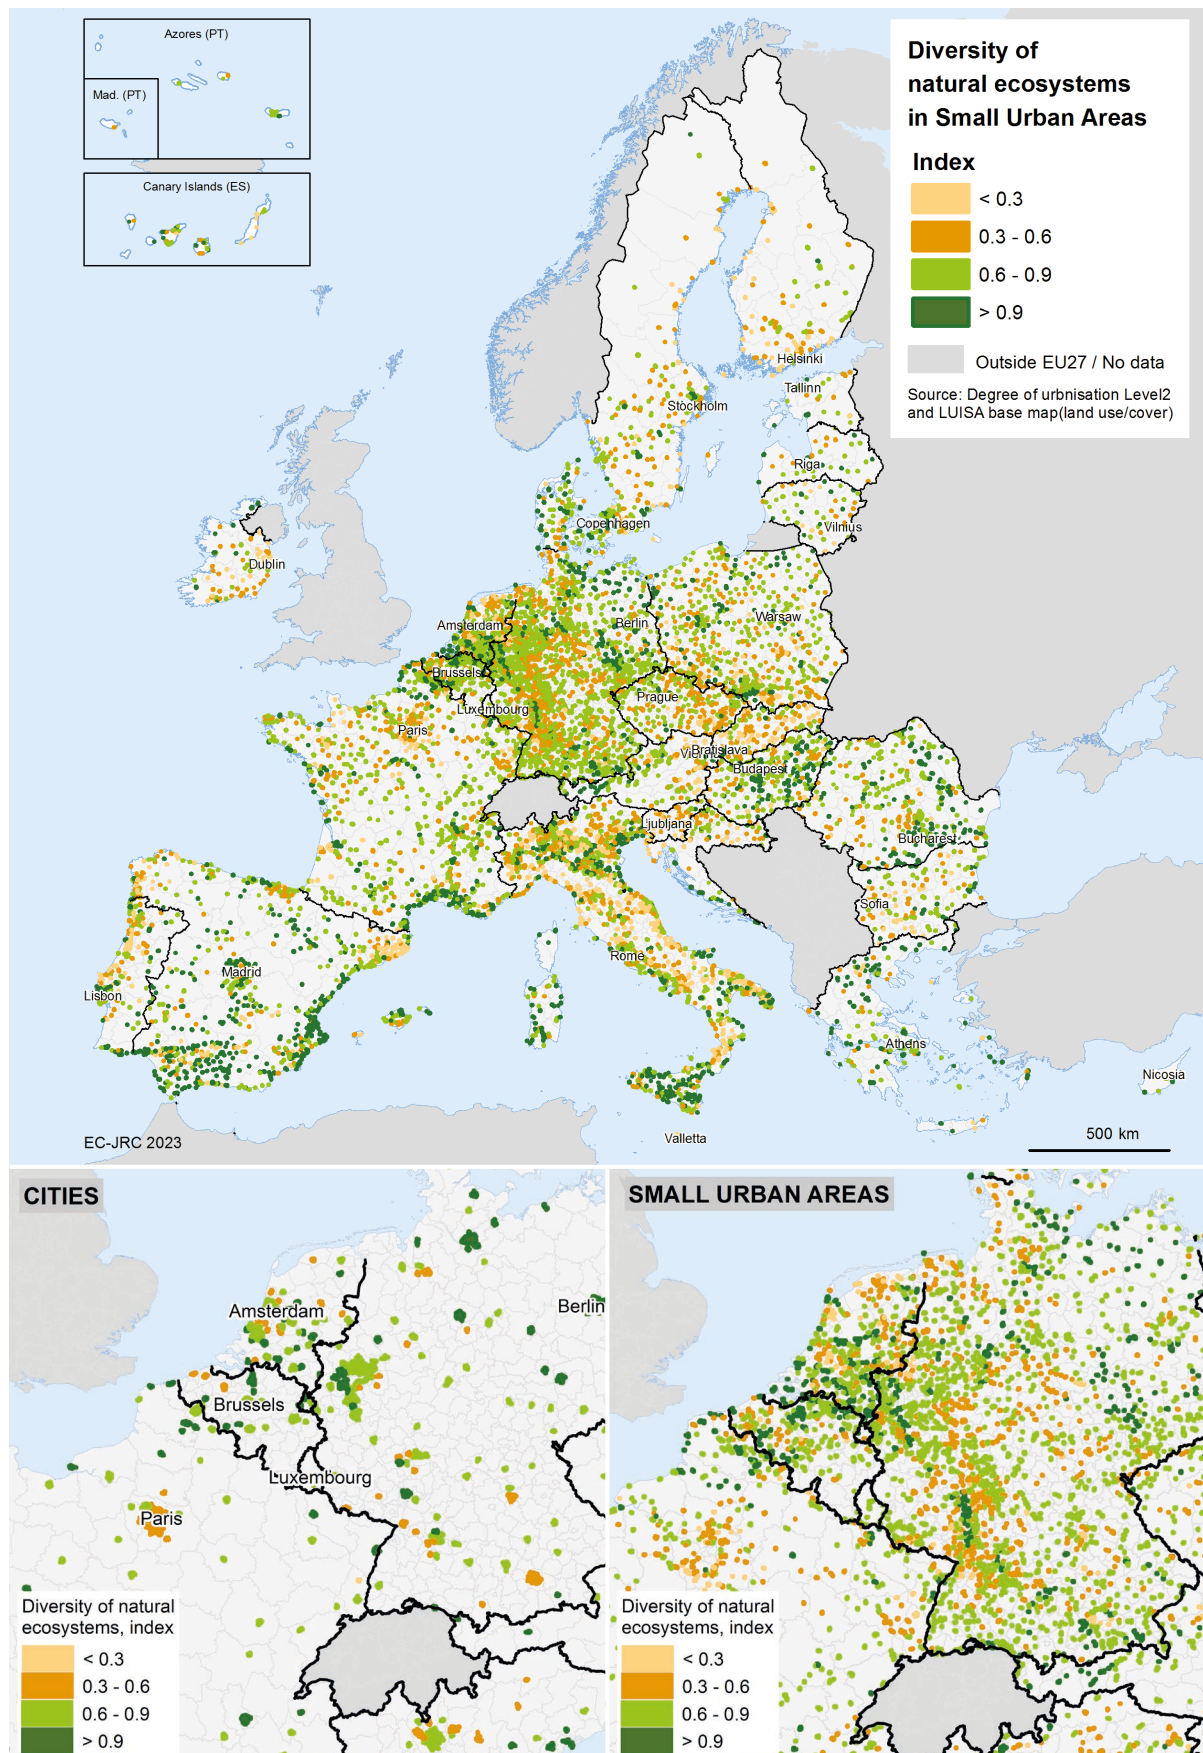 Azores (PT)
Mad. (PT)
Canary Islands (ES)
Diversity of
natural ecosystems
in Small Urban Areas
Index
< 0.3
0.3 - 0.6
0.6 - 0.9
> 0.9
Outside EU27 / No data
Source: Degree of urbnisation Level2
and LUISA base map(land use/cover)
Helsinki
Tallinn
Stockholm
Riga
Copenhagen
Vilnius
Dublin
Amsterdam
Berlin
Warsaw
Brussels
Prague
Luxembourg
Paris
Bratislava
Budapest
Ljubljana
Bucharest
Sofia
Rome
Madrid
Lisbon
Athens
Nicosia
Valletta
EC-JRC 2023
500 km
CITIES
Amsterdam
Berlin
Brussels
Luxembourg
Paris
Diversity of natural
ecosystems, index
< 0.3
0.3 - 0.6
0.6 - 0.9
> 0.9
SMALL URBAN AREAS
Diversity of natural
ecosystems, index
< 0.3
0.3 - 0.6
0.6 - 0.9
> 0.9